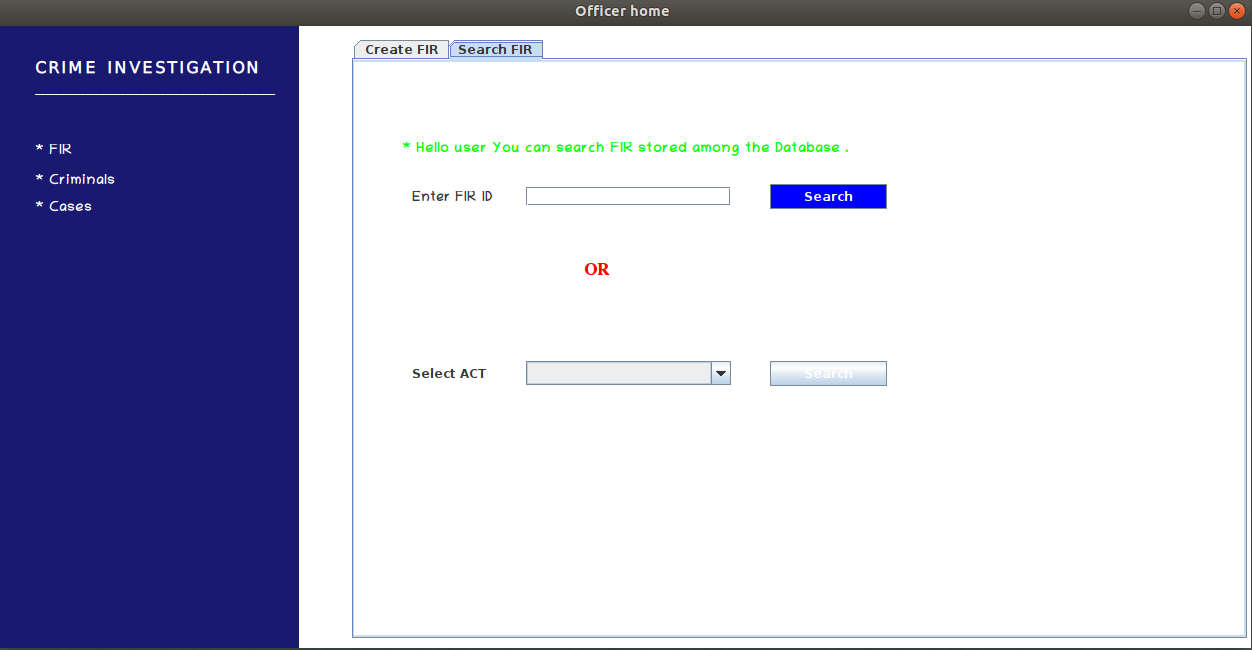 Officer home
CRIME INVESTIGATION
* FIR
* Criminals
* Cases
Create FIR
Search FIR
* Hello user You can search FIR stored among the Database .
Enter FIR ID
Search
OR
Select ACT
Search